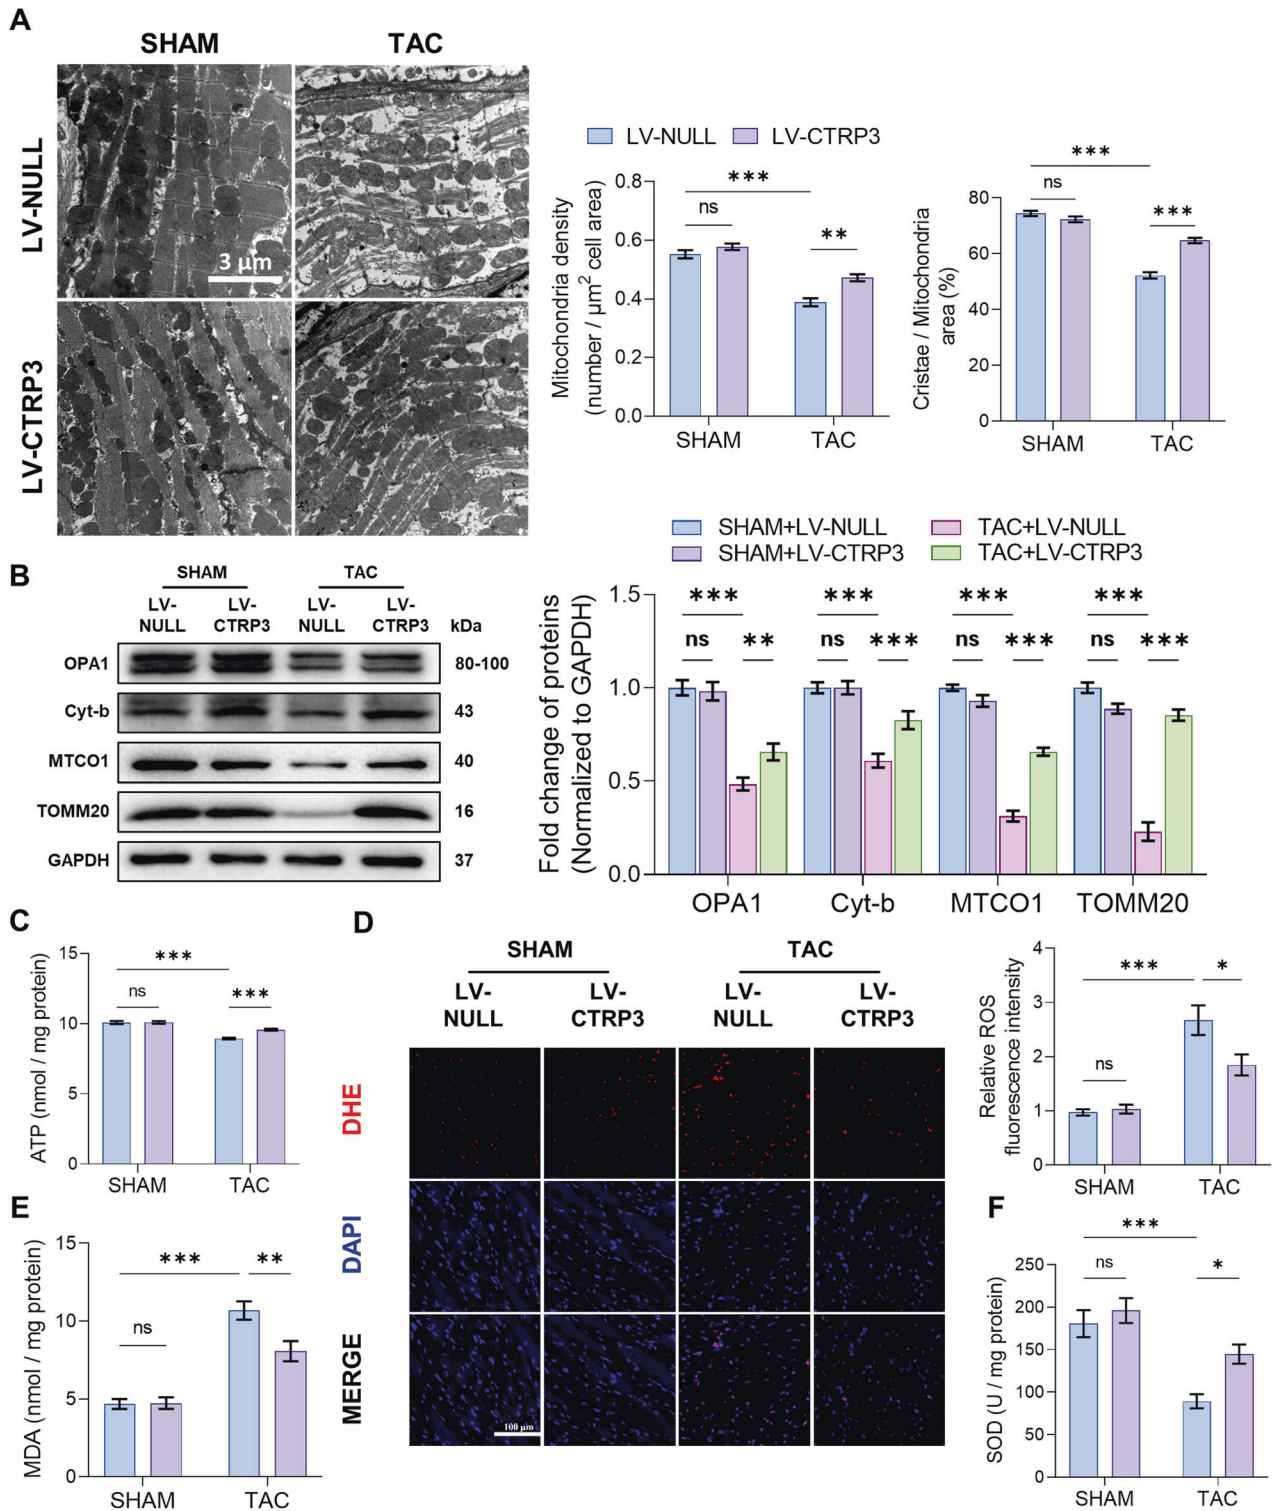 A
SHAM
TAC
LV-NULL
LV-CTRP3
3 µm
LV-NULL
LV-CTRP3
Mitochondria density
(number / µm² cell area)
0.8
0.6
0.4
0.2
0.0
***
ns
**
SHAM
TAC
Cristae / Mitochondria
area (%)
80
60
40
20
0
***
ns
***
SHAM
TAC
B
SHAM
TAC
LV-
NULL
LV-
CTRP3
LV-
NULL
LV-
CTRP3
kDa
OPA1
80-100
Cyt-b
43
MTCO1
40
TOMM20
16
GAPDH
37
SHAM+LV-NULL
TAC+LV-NULL
SHAM+LV-CTRP3
TAC+LV-CTRP3
Fold change of proteins
(Normalized to GAPDH)
1.5
1.0
0.5
0.0
***
***
***
***
ns
**
ns
***
ns
***
ns
***
OPA1
Cyt-b
MTCO1
TOMM20
C
ATP (nmol / mg protein)
15
10
5
0
***
ns
***
SHAM
TAC
D
SHAM
TAC
LV-
NULL
LV-
CTRP3
LV-
NULL
LV-
CTRP3
DHE
DAPI
MERGE
100 µm
Relative ROS
fluorescence intensity
4
3
2
1
0
***
*
ns
SHAM
TAC
E
MDA (nmol / mg protein)
15
10
5
0
***
**
ns
SHAM
TAC
F
SOD (U / mg protein)
250
200
150
100
50
0
***
ns
*
SHAM
TAC